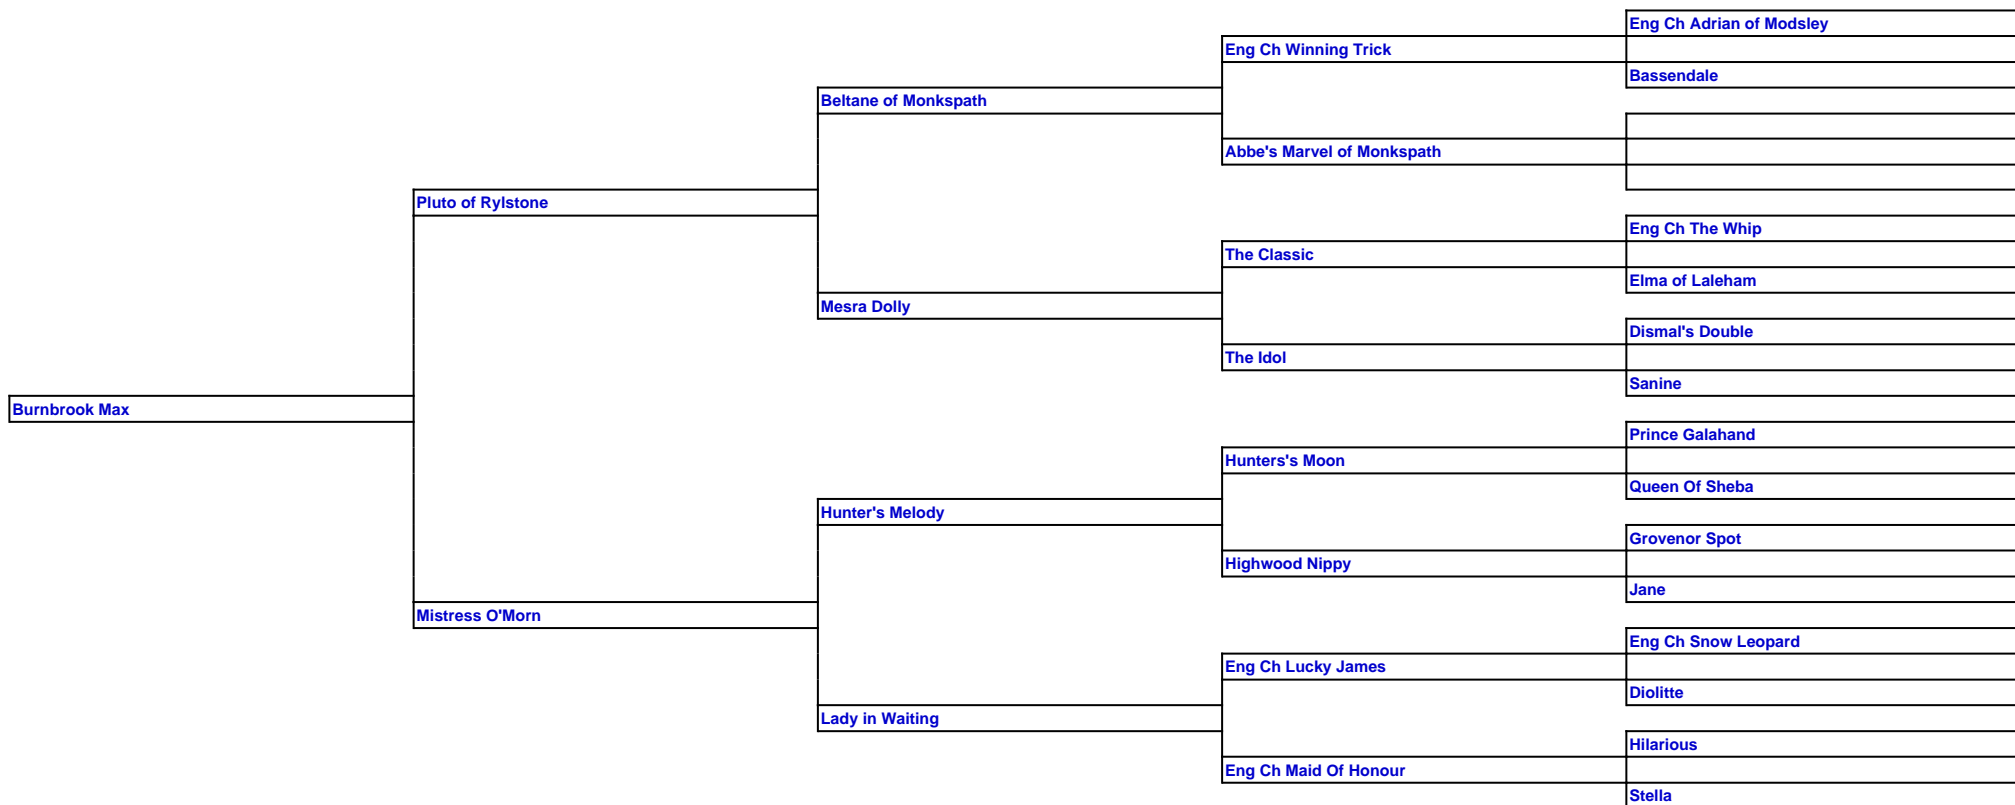 Eng Ch Adrian of Modsley
Eng Ch Winning Trick
Bassendale
Beltane of Monkspath
Abbe's Marvel of Monkspath
Pluto of Rylstone
Eng Ch The Whip
The Classic
Elma of Laleham
Mesra Dolly
Dismal's Double
The Idol
Sanine
Burnbrook Max
Prince Galahand
Hunters's Moon
Queen Of Sheba
Hunter's Melody
Grovenor Spot
Highwood Nippy
Jane
Mistress O'Morn
Eng Ch Snow Leopard
Eng Ch Lucky James
Diolitte
Lady in Waiting
Hilarious
Eng Ch Maid Of Honour
Stella